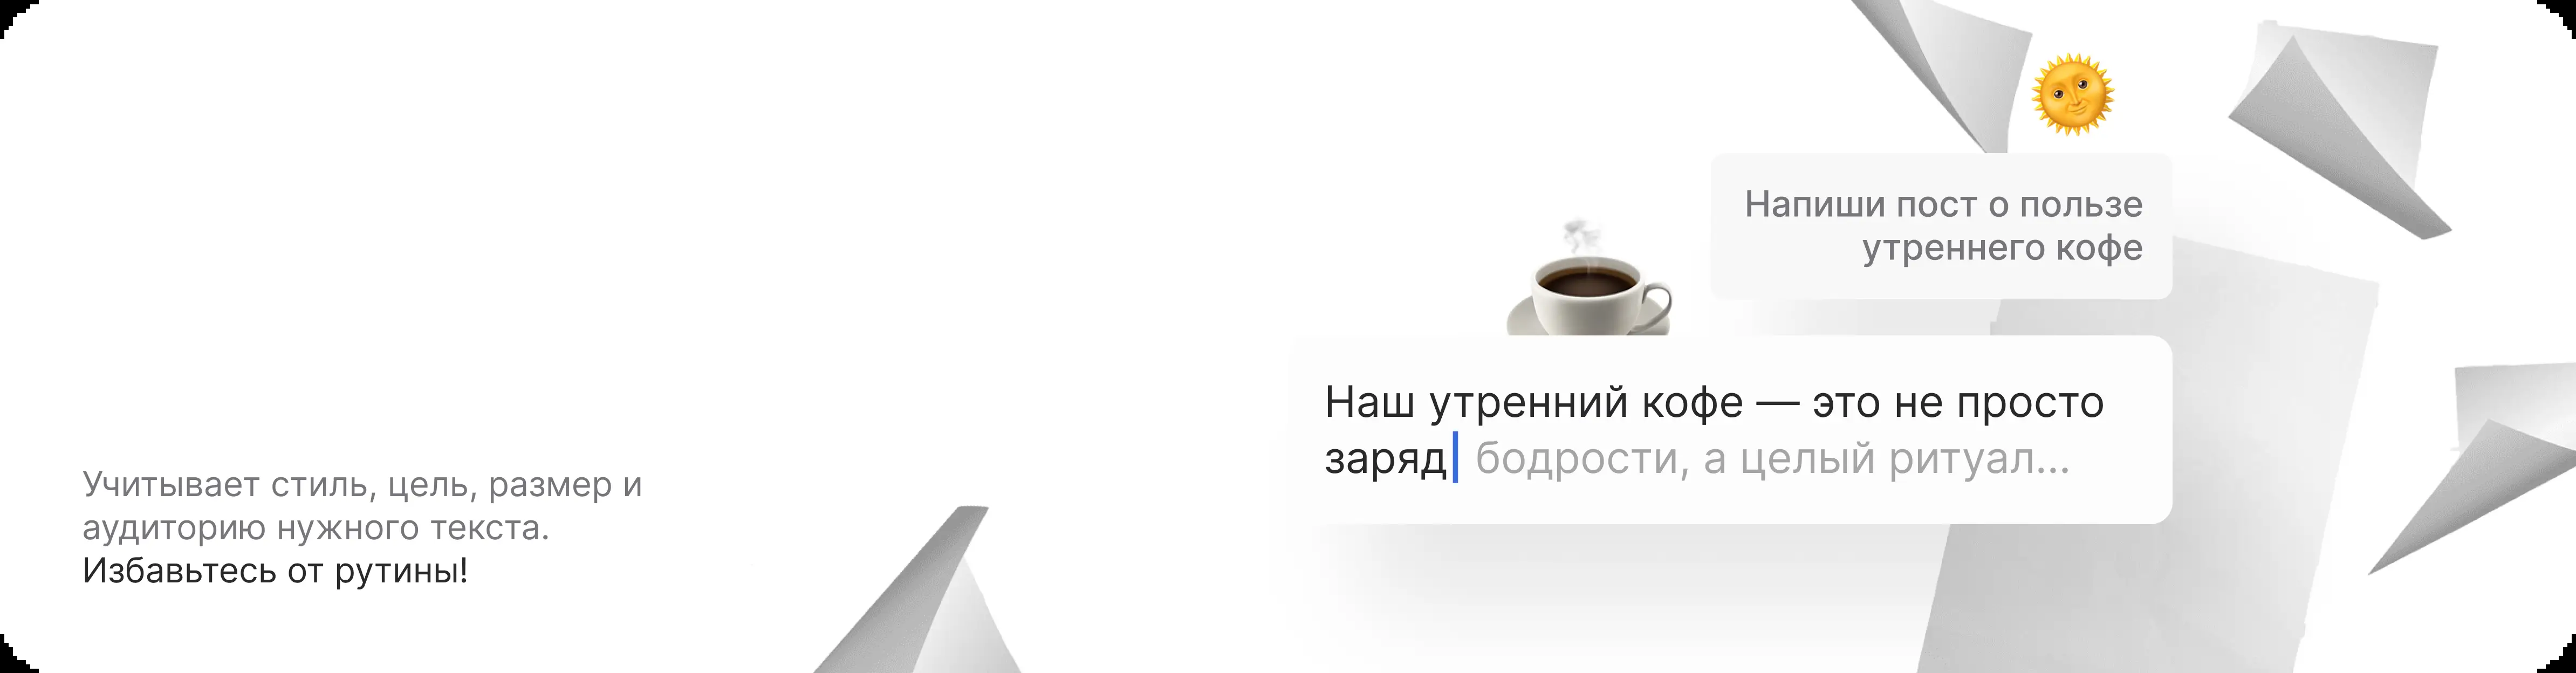 Напиши пост о пользе
утреннего кофе
Наш утренний кофе — это не просто
заряд бодрости, а целый ритуал...
Учитывает стиль, цель, размер и
аудиторию нужного текста.
Избавьтесь от рутины!